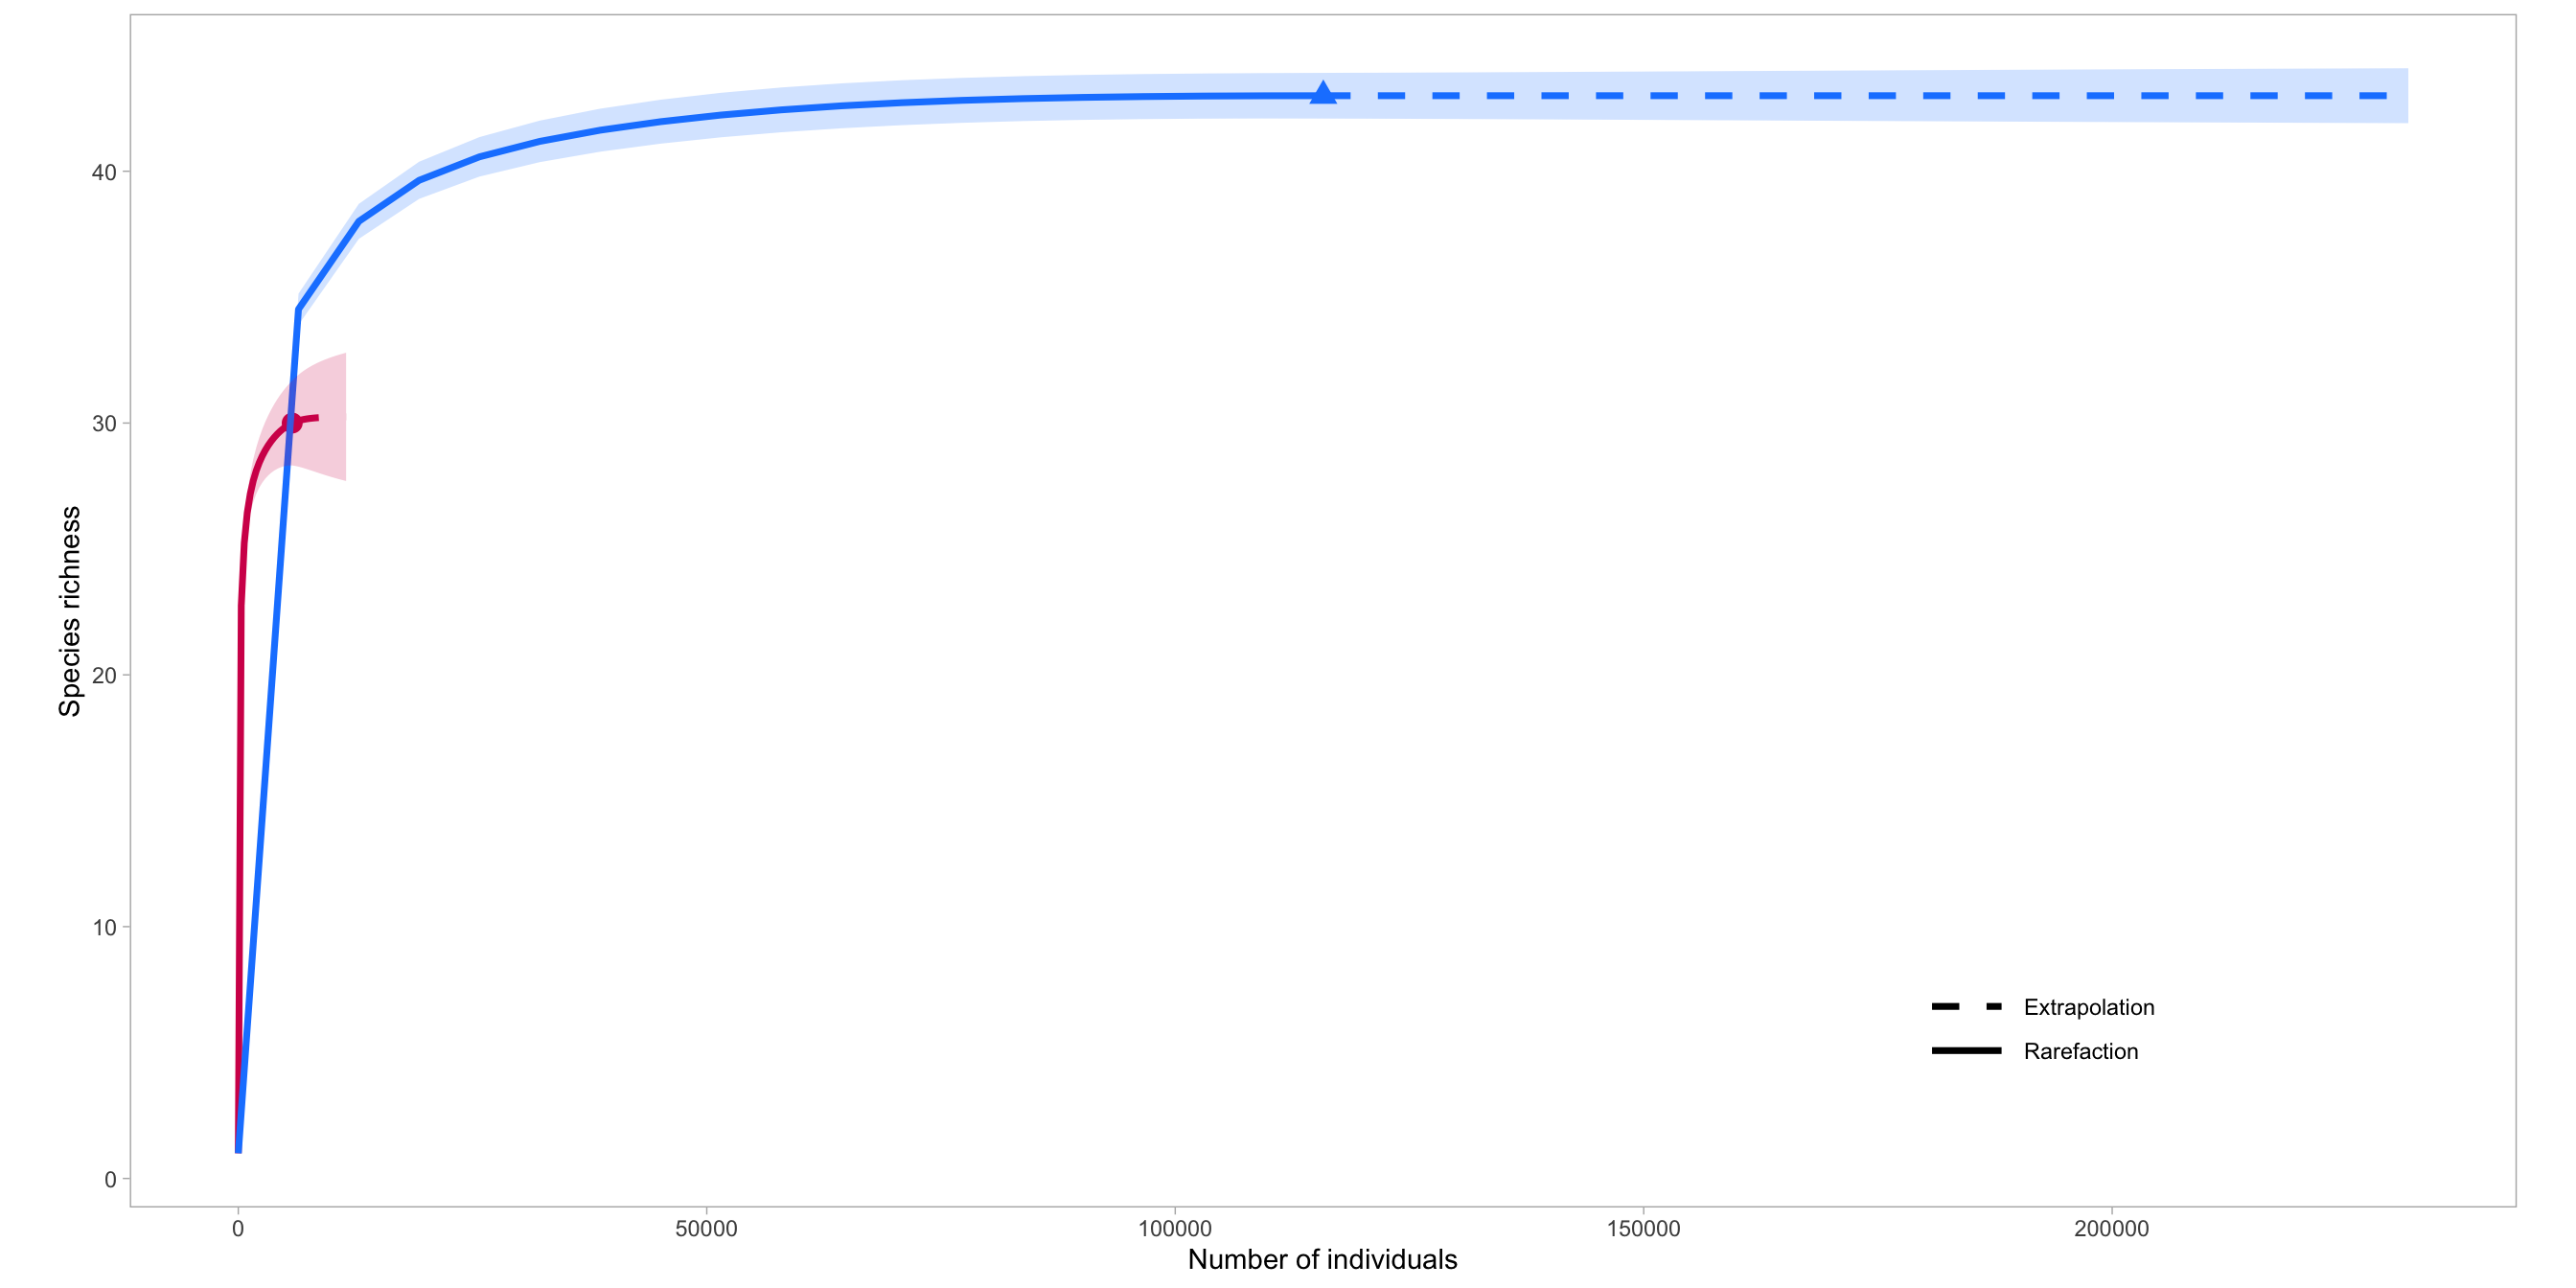 Species richness
40
30
20
10
0
Extrapolation
Rarefaction
0 50000 100000 150000 200000
Number of individuals